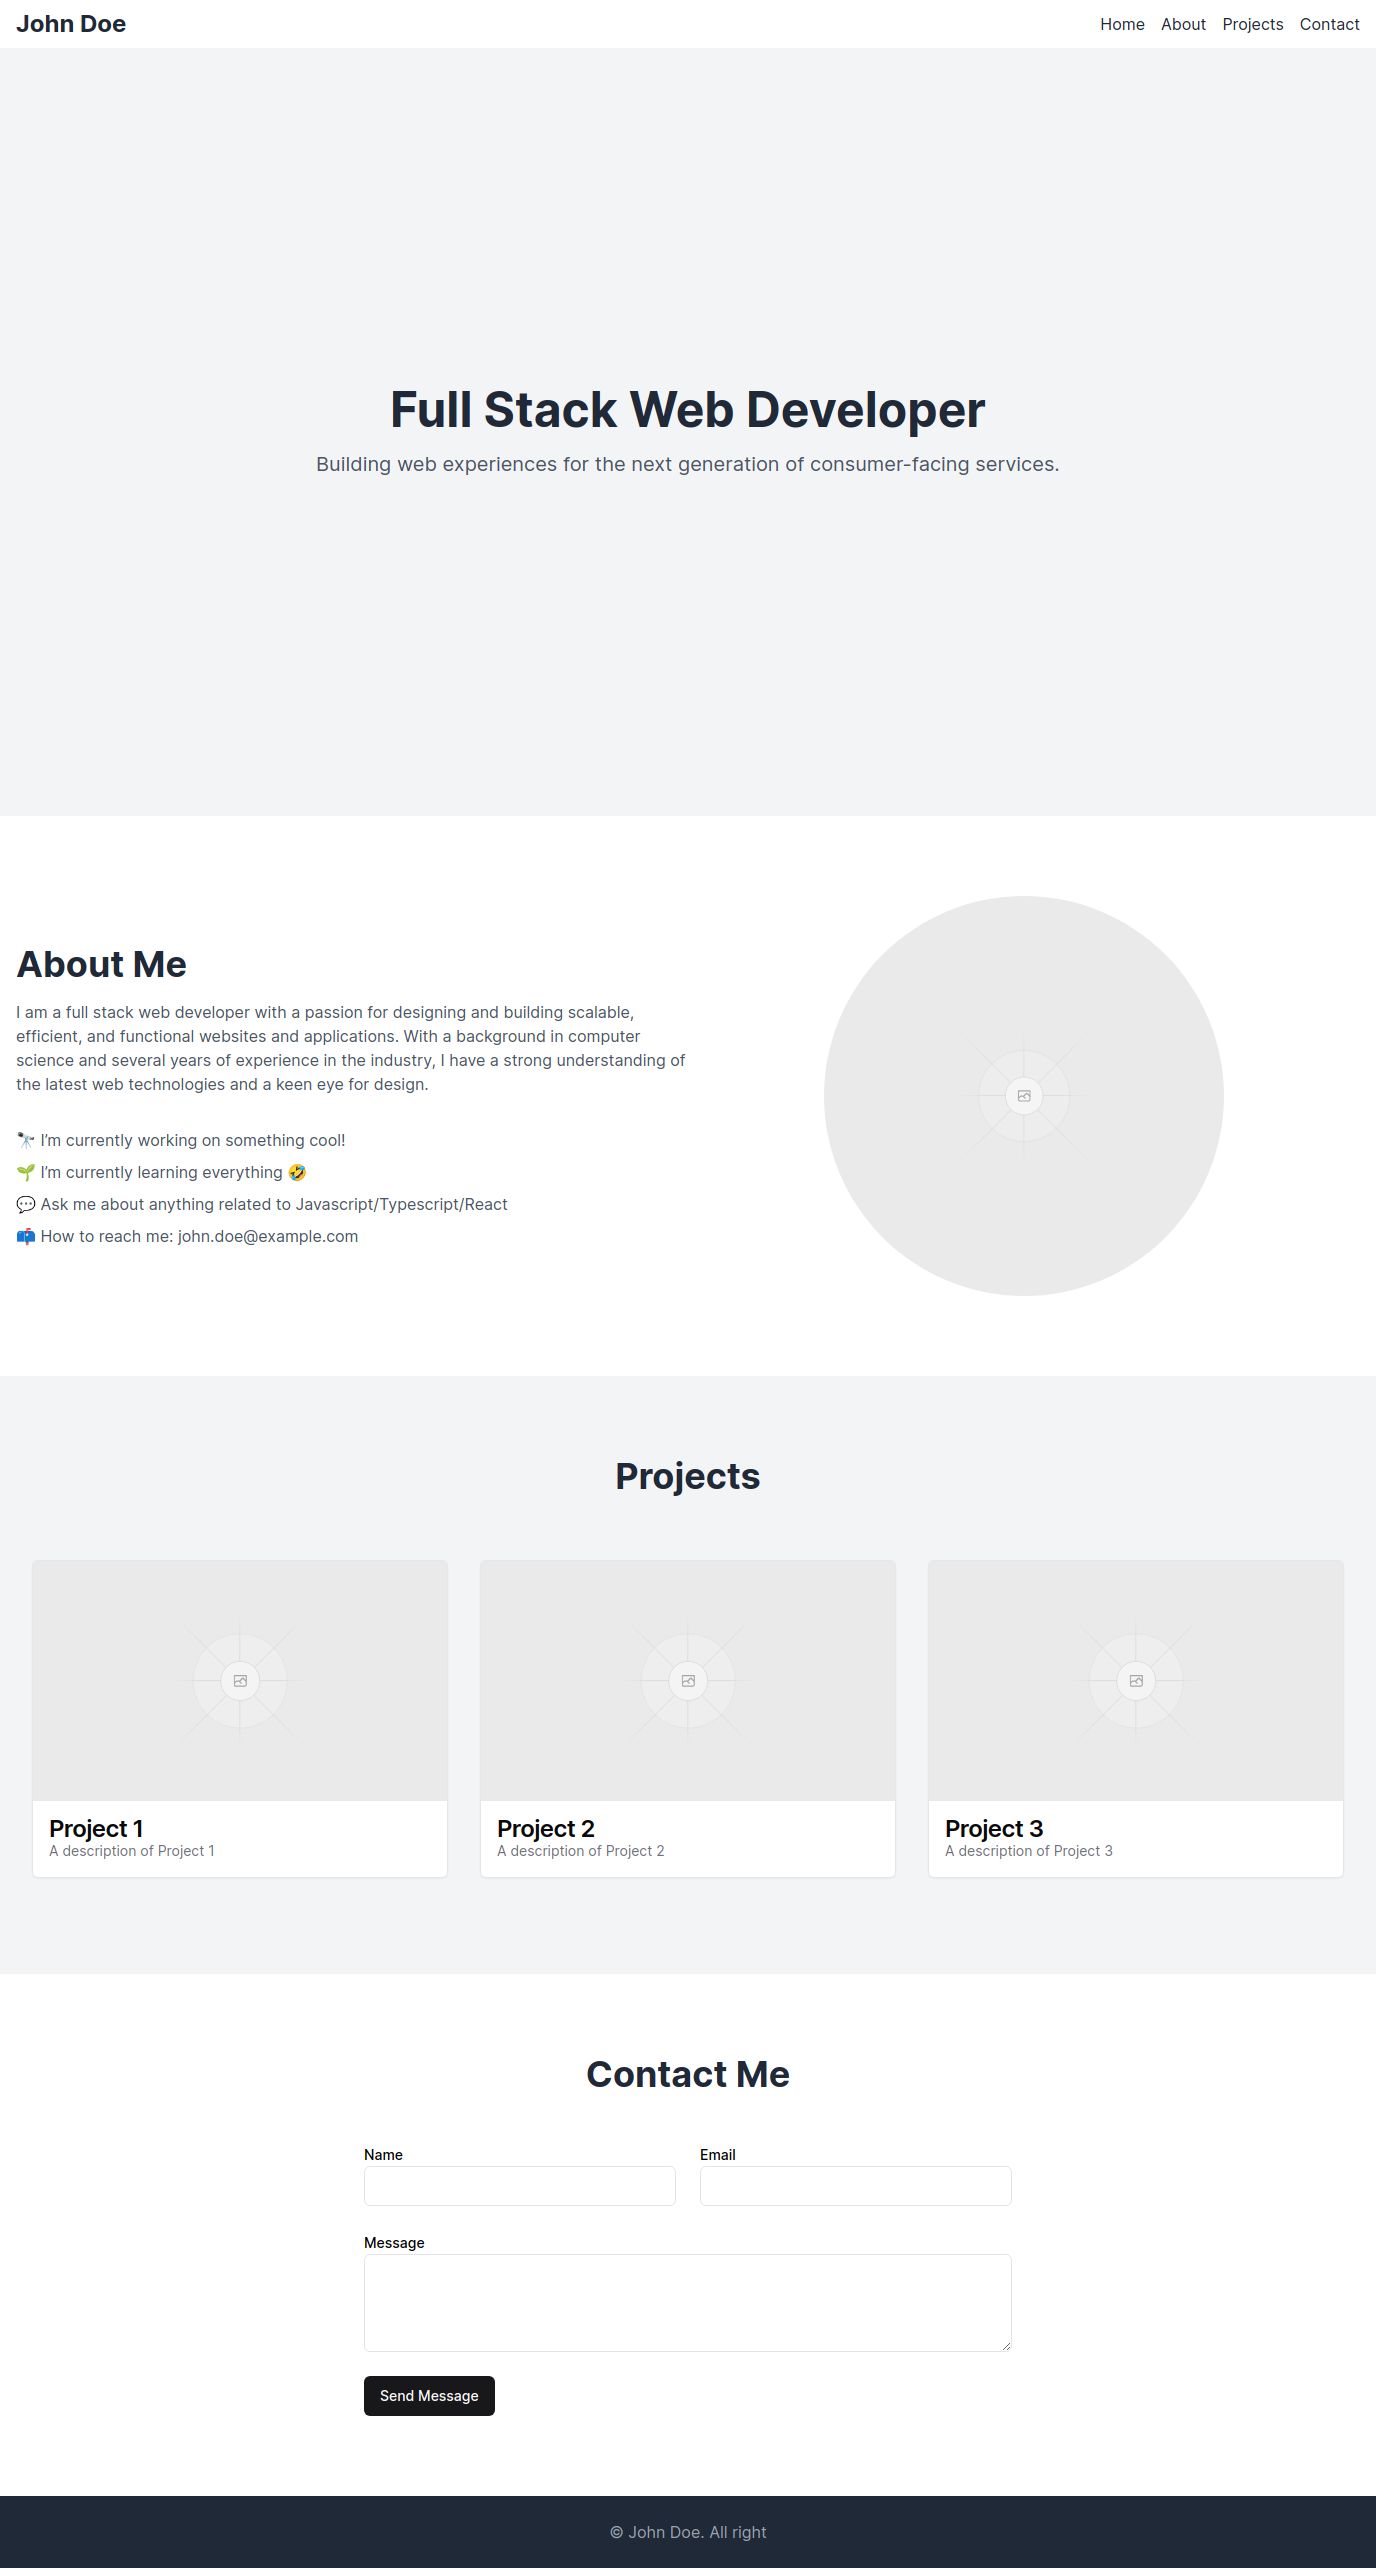 John Doe
Home About Projects Contact
Full Stack Web Developer
Building web experiences for the next generation of consumer-facing services.
About Me
I am a full stack web developer with a passion for designing and building scalable,
efficient, and functional websites and applications. With a background in computer
science and several years of experience in the industry, I have a strong understanding of
the latest web technologies and a keen eye for design.
🔭 I’m currently working on something cool!
🌱 I’m currently learning everything 🤣
💬 Ask me about anything related to Javascript/Typescript/React
📫 How to reach me: john.doe@example.com
Projects
Project 1
A description of Project 1
Project 2
A description of Project 2
Project 3
A description of Project 3
Contact Me
Name
Email
Message
Send Message
© John Doe. All right